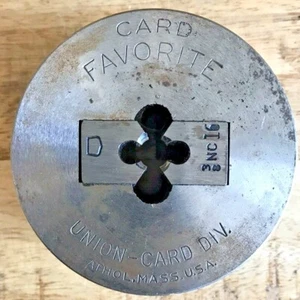 CARD
FAVORITE
D
3/8 NC 16
UNION-CARD DIV.
ATHOL, MASS. U.S.A.